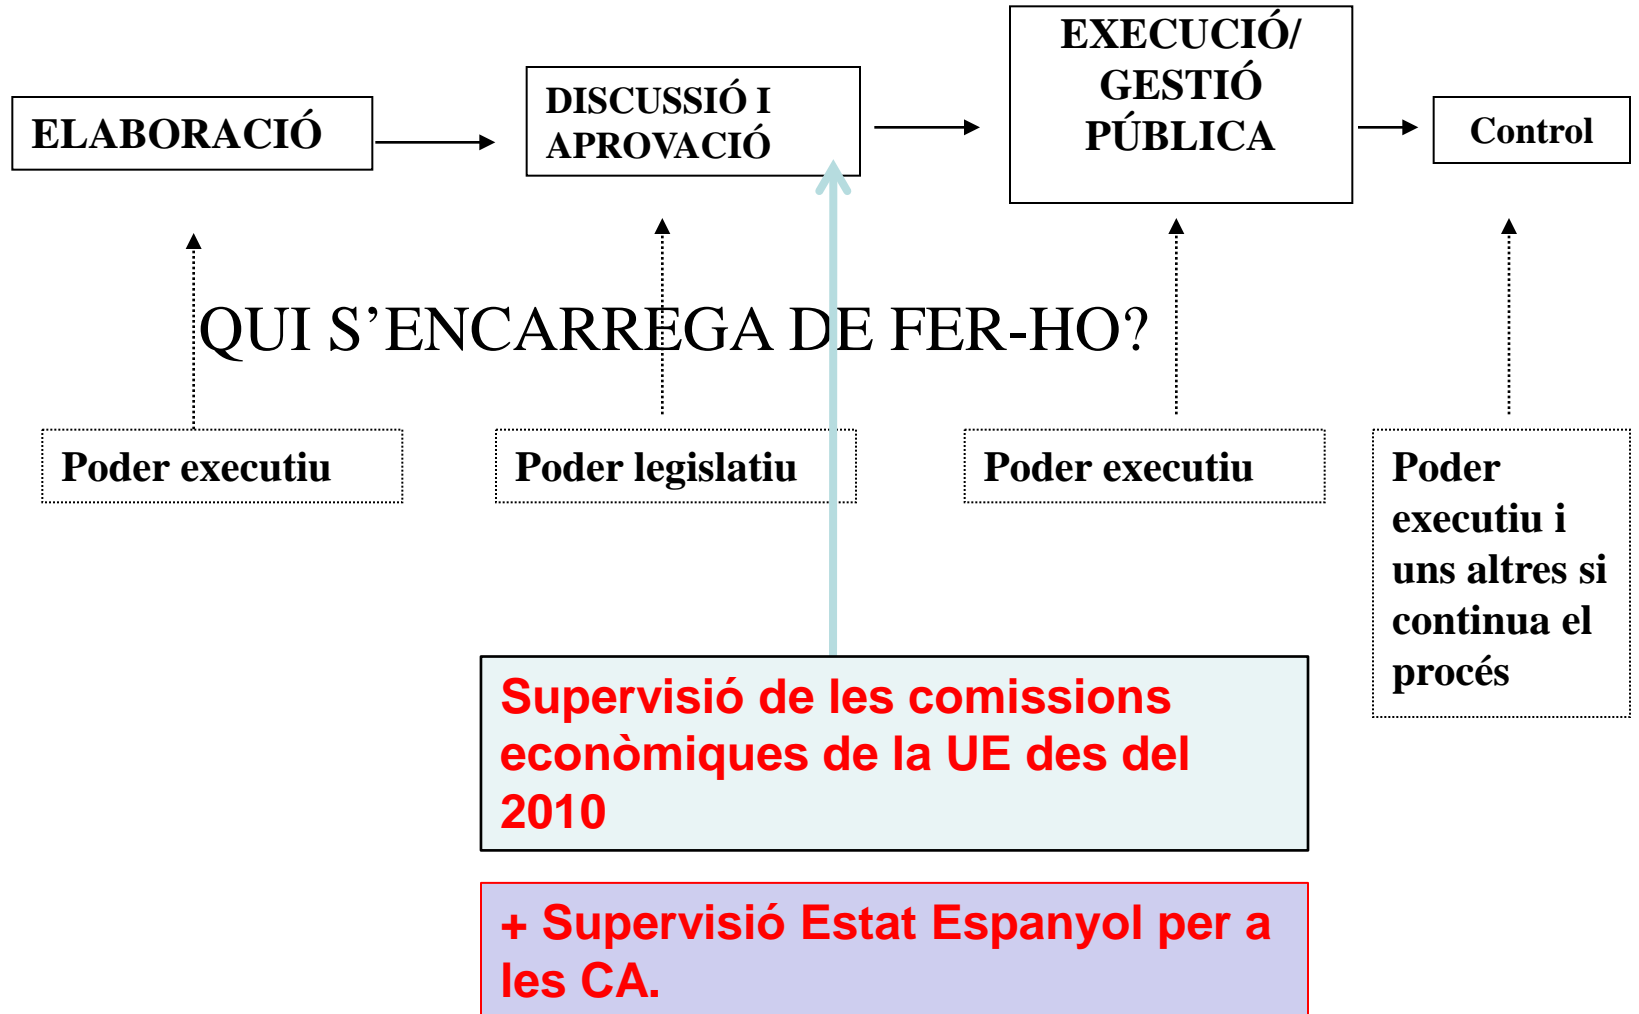 ELABORACIÓ
DISCUSSIÓ I
APROVACIÓ
EXECUCIÓ/
GESTIÓ
PÚBLICA
Control
QUI S’ENCARREGA DE FER-HO?
Poder executiu
Poder legislatiu
Poder executiu
Poder
executiu i
uns altres si
continua el
procés
Supervisió de les comissions
econòmiques de la UE des del
2010
+ Supervisió Estat Espanyol per a
les CA.